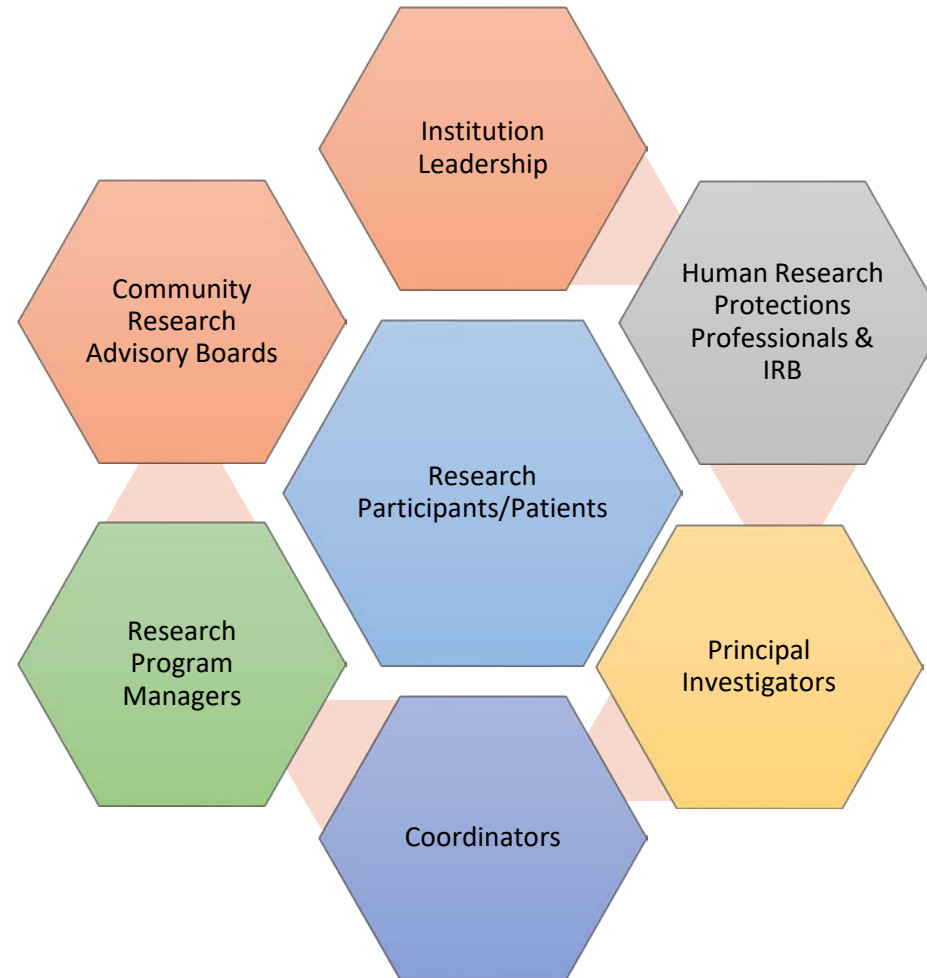 Institution
Leadership
Community
Research
Advisory Boards
Human Research
Protections
Professionals &
IRB
Research
Participants/Patients
Research
Program
Managers
Principal
Investigators
Coordinators